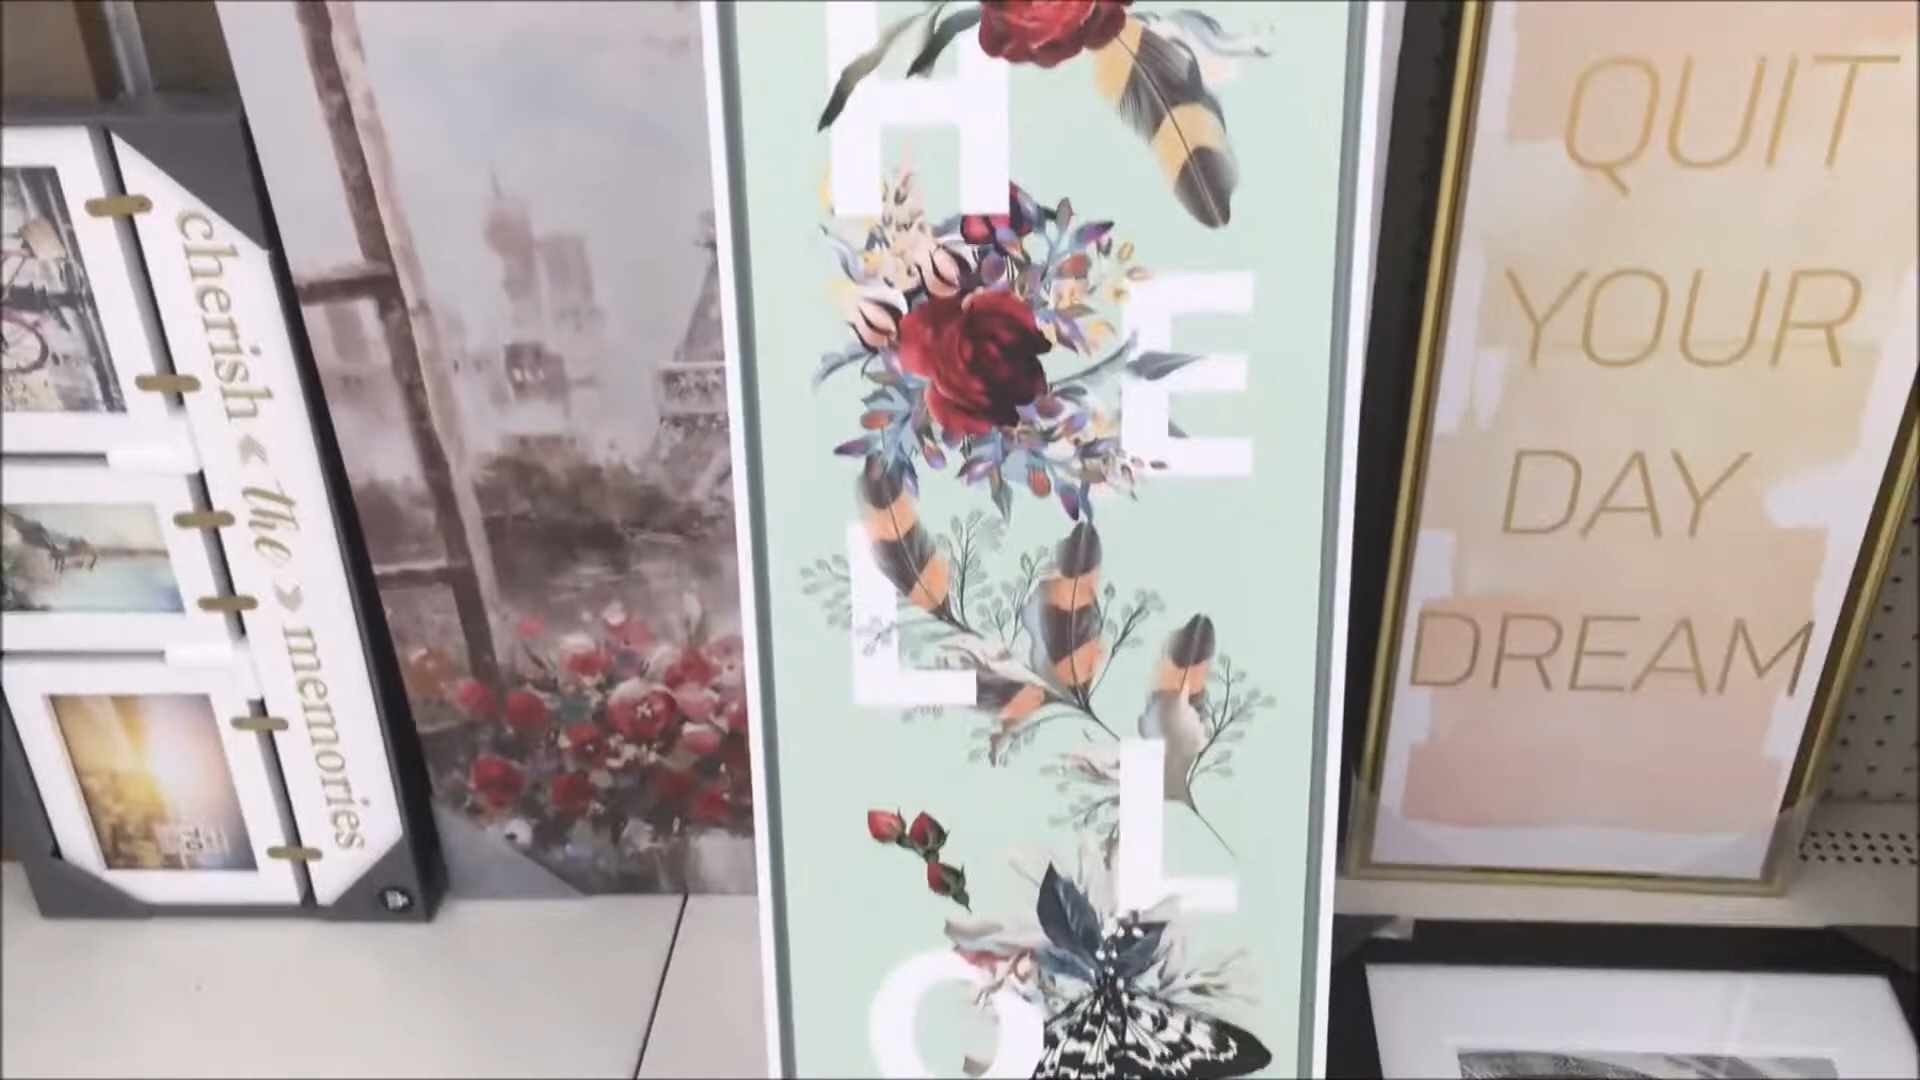 cherish « the » memories
H
E
L
L
O
QUIT
YOUR
DAY
DREAM